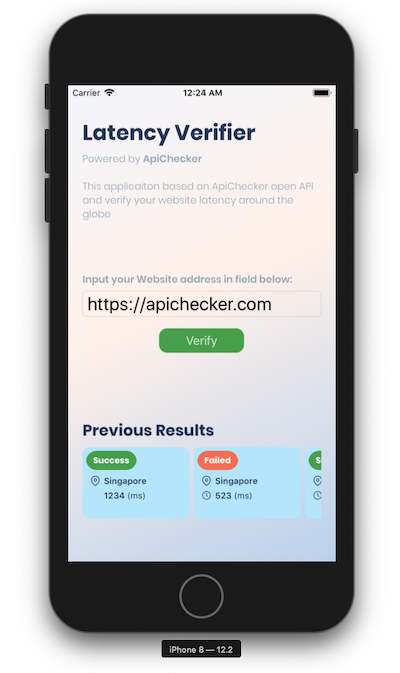 Carrier 12:24 AM
Latency Verifier
Powered by ApiChecker
This applicaiton based on ApiChecker open API
and verify your website latency around the
globe
Input your Website address in field below:
https://apichecker.com
Verify
Previous Results
Success Failed S
Singapore Singapore
1234 (ms) 523 (ms)
iPhone 8 — 12.2